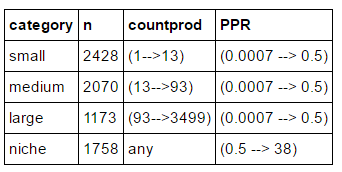 category n countprod PPR
small 2428 (1-->13) (0.0007 --> 0.5)
medium 2070 (13-->93) (0.0007 --> 0.5)
large 1173 (93-->3499) (0.0007 --> 0.5)
niche 1758 any (0.5 --> 38)